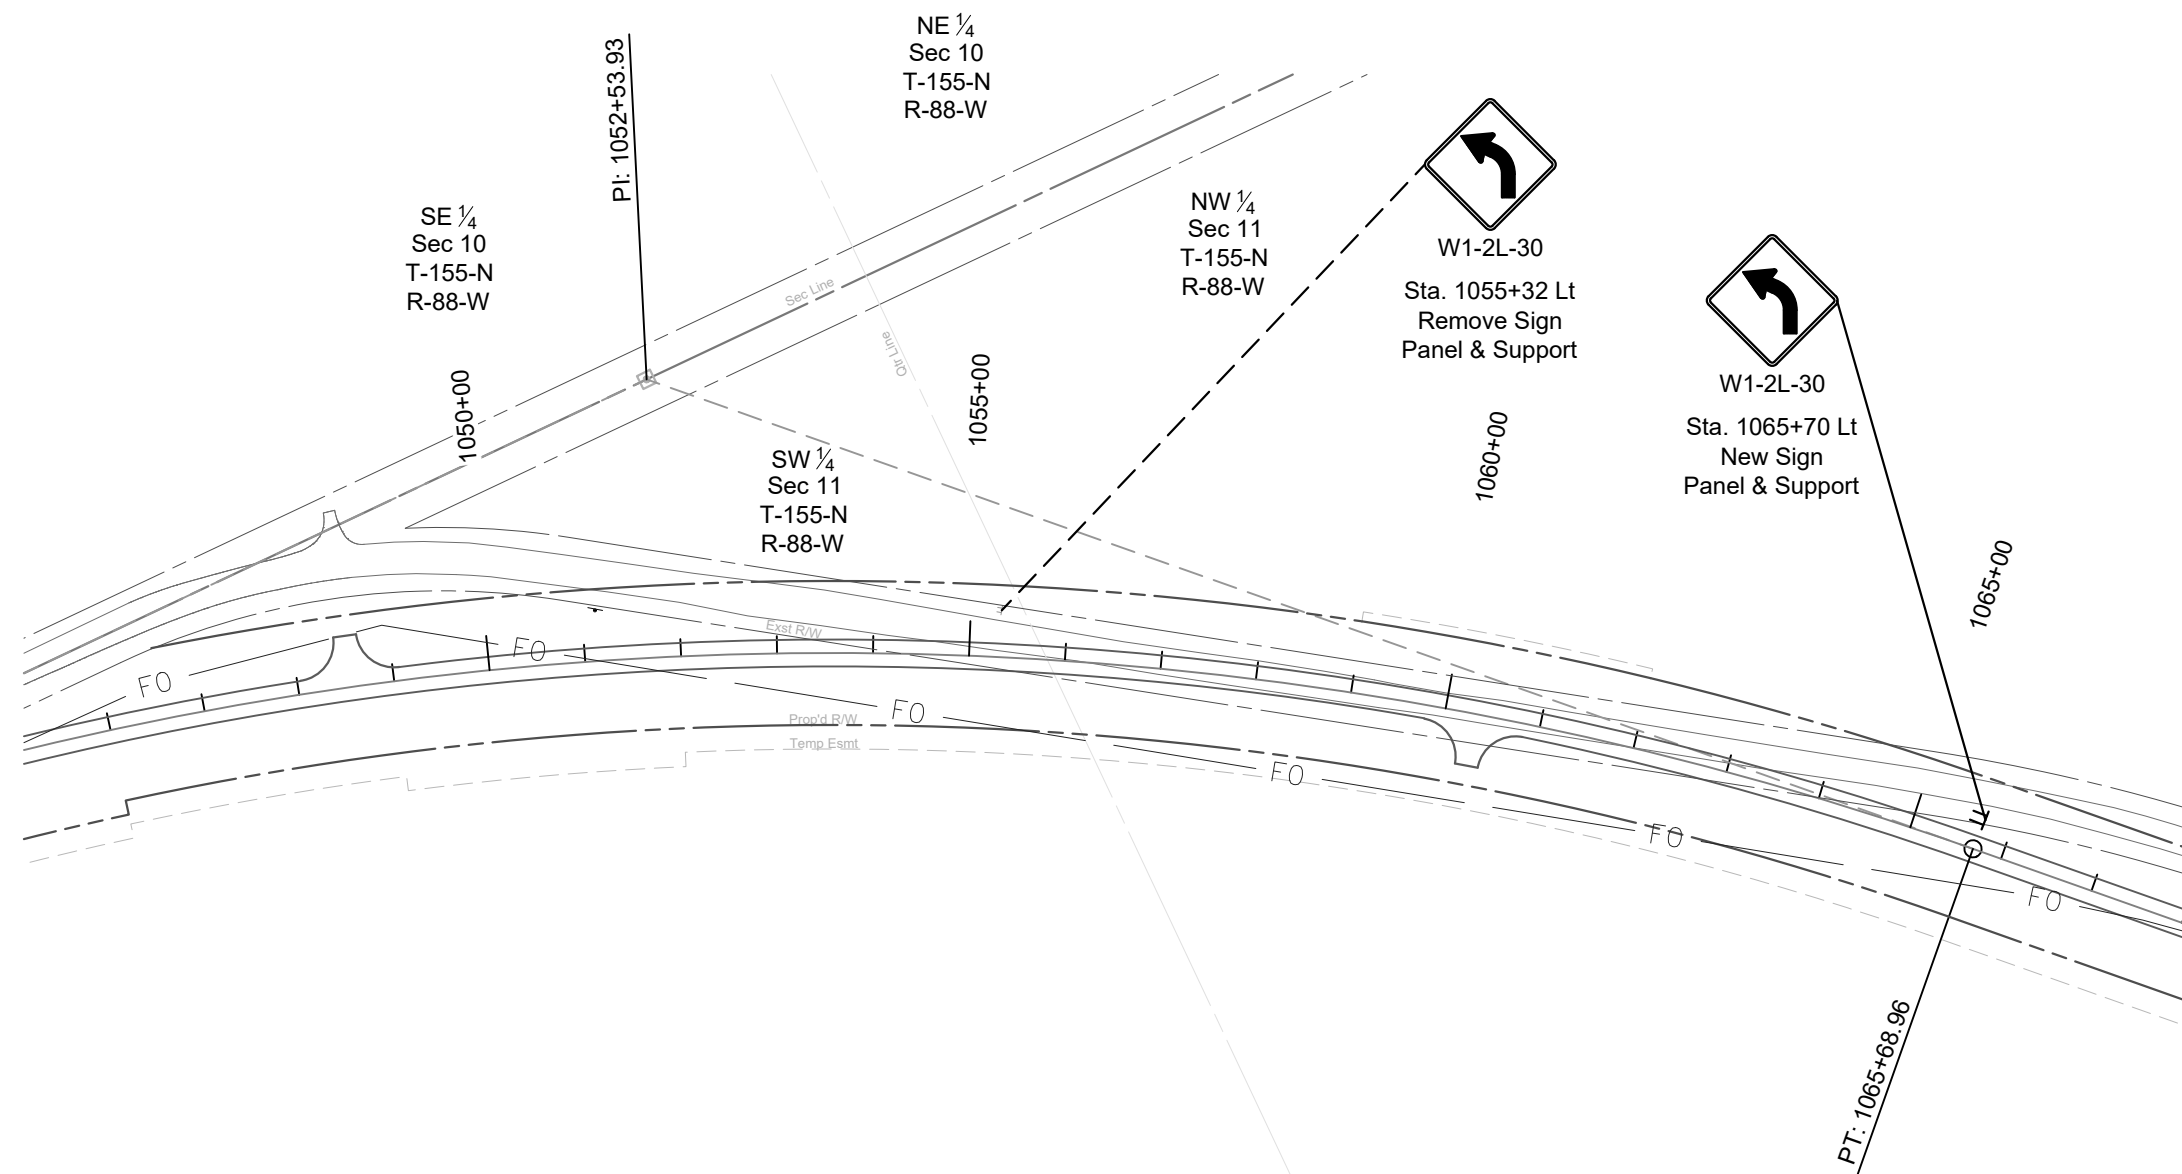 NE ¼
Sec 10
T-155-N
R-88-W
PI: 1052+53.93
SE ¼
Sec 10
T-155-N
R-88-W
NW ¼
Sec 11
T-155-N
R-88-W
W1-2L-30
Sta. 1055+32 Lt
Remove Sign
Panel & Support
W1-2L-30
Sta. 1065+70 Lt
New Sign
Panel & Support
Sec Line
Qtr Line
1050+00
1055+00
1060+00
1065+00
SW ¼
Sec 11
T-155-N
R-88-W
Exst R/W
FO
FO
FO
Prop'd R/W
Temp Esmt
FO
FO
FO
PT: 1065+68.96